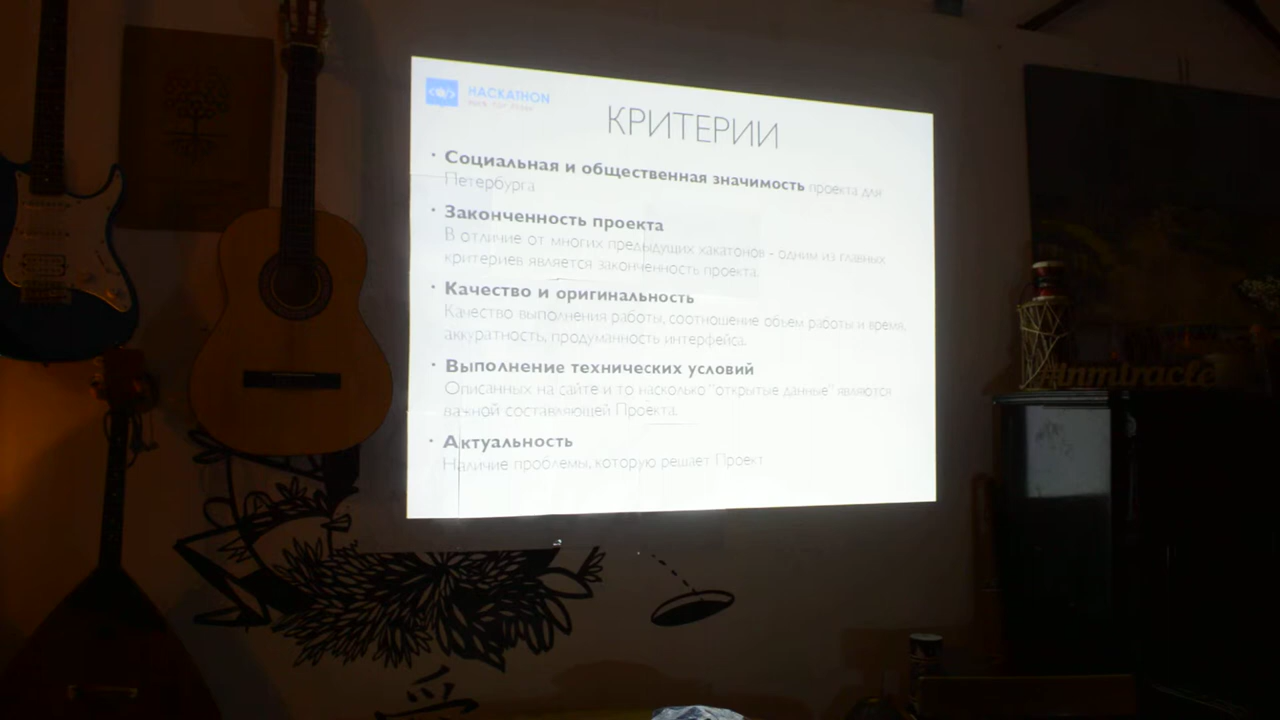 HACKATHON
КРИТЕРИИ
• Социальная и общественная значимость проекта для
Петербурга
• Законченность проекта
В отличие от многих предыдущих хакатонов - одним из главных
критериев является законченность проекта.
• Качество и оригинальность
Качество выполнения работы, соотношение объем работы и время,
аккуратность, продуманность интерфейса.
• Выполнение технических условий
Описанных на сайте и то насколько "открытые данные" являются
важной составляющей Проекта.
• Актуальность
Наличие проблемы, которую решает Проект
#inmiracle